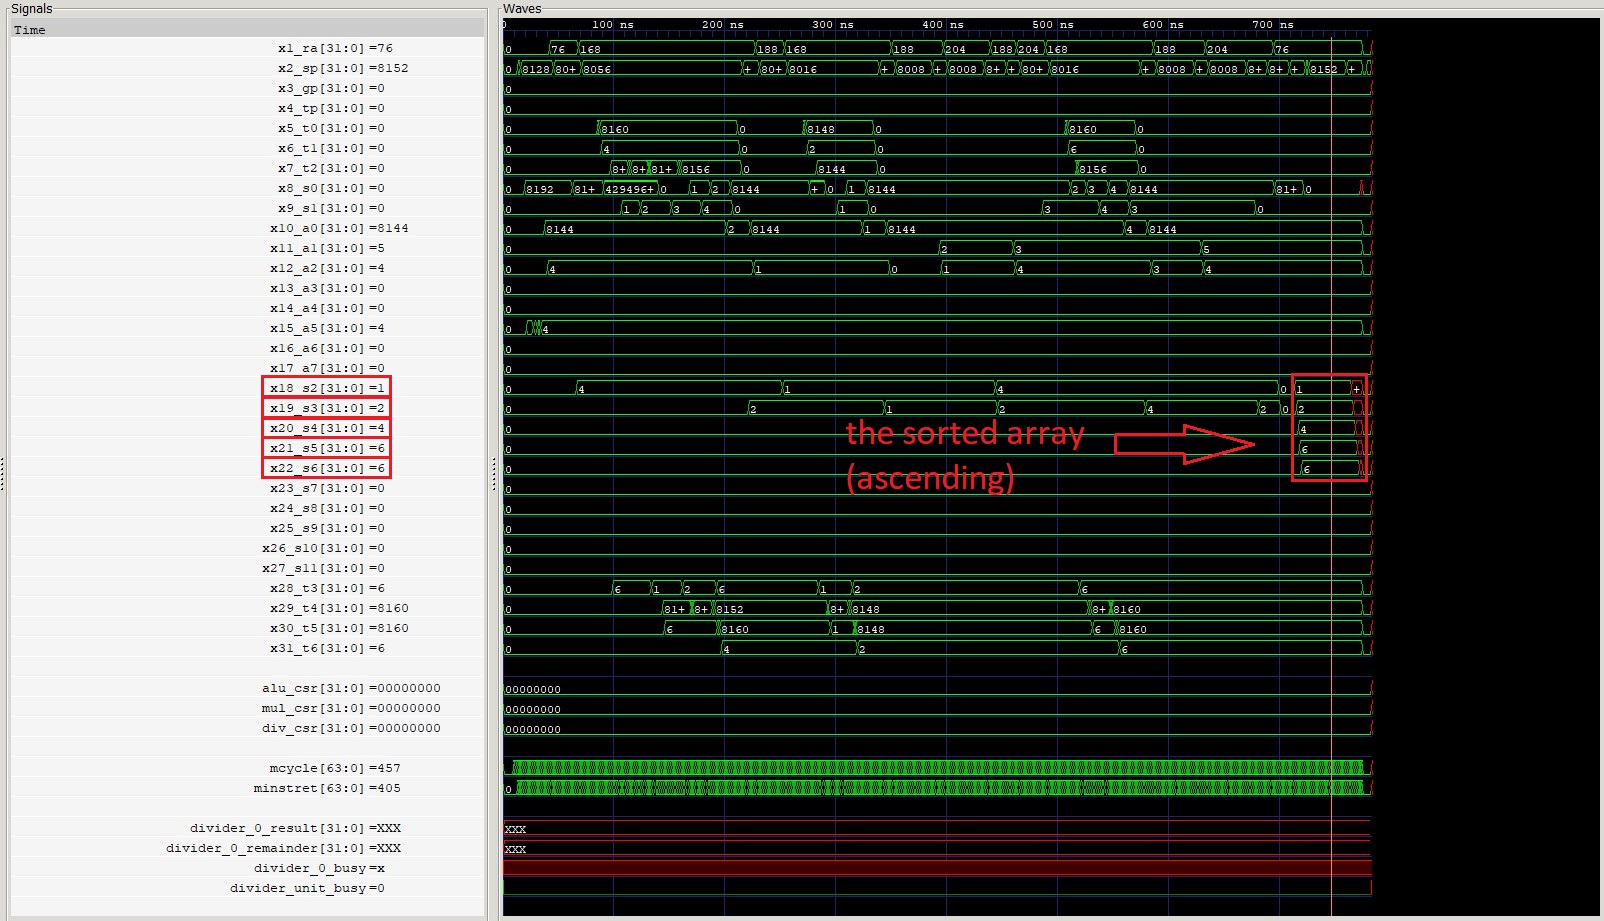 Signals
Waves
Time
0 100 ns 200 ns 300 ns 400 ns 500 ns 600 ns 700 ns
x1_ra[31:0]=76 0 76 168 188 168 188 204 188 204 168 188 204 76
x2_sp[31:0]=8152 0 8128 80+ 8056 + 80+ 8016 + 8008 + 8008 8+ + 80+ 8016 + 8008 + 8008 8+ 8+ + 8152 +
x3_gp[31:0]=0 0
x4_tp[31:0]=0 0
x5_t0[31:0]=0 0 8160 0 8148 0 8160 0
x6_t1[31:0]=0 0 4 0 2 0 6 0
x7_t2[31:0]=0 0 8+ 8+ 81+ 8156 0 8144 0 8156 0
x8_s0[31:0]=0 0 8192 81+ 429496+ 0 1 2 8144 + 0 1 8144 2 3 4 8144 81+ 0
x9_s1[31:0]=0 0 1 2 3 4 0 1 0 3 4 3 0
x10_a0[31:0]=8144 0 8144 2 8144 1 8144 4 8144
x11_a1[31:0]=5 0 2 3 5
x12_a2[31:0]=4 0 4 1 0 1 4 3 4
x13_a3[31:0]=0 0
x14_a4[31:0]=0 0
x15_a5[31:0]=4 0 4
x16_a6[31:0]=0 0
x17_a7[31:0]=0 0
x18_s2[31:0]=1 0 4 1 4 0 1 +
x19_s3[31:0]=2 0 2 1 2 4 2 0 2
x20_s4[31:0]=4 0 4
x21_s5[31:0]=6 0 6
x22_s6[31:0]=6 0 6
the sorted array
(ascending)
x23_s7[31:0]=0 0
x24_s8[31:0]=0 0
x25_s9[31:0]=0 0
x26_s10[31:0]=0 0
x27_s11[31:0]=0 0
x28_t3[31:0]=6 0 6 1 2 6 1 2 6
x29_t4[31:0]=8160 0 81+ 8+ 8152 8+ 8148 8+ 8160
x30_t5[31:0]=8160 0 6 8160 1 8148 6 8160
x31_t6[31:0]=6 0 4 2 6
alu_csr[31:0]=00000000 00000000
mul_csr[31:0]=00000000 00000000
div_csr[31:0]=00000000 00000000
mcycle[63:0]=457
minstret[63:0]=405 0
divider_0_result[31:0]=XXX XXX
divider_0_remainder[31:0]=XXX XXX
divider_0_busy=x
divider_unit_busy=0